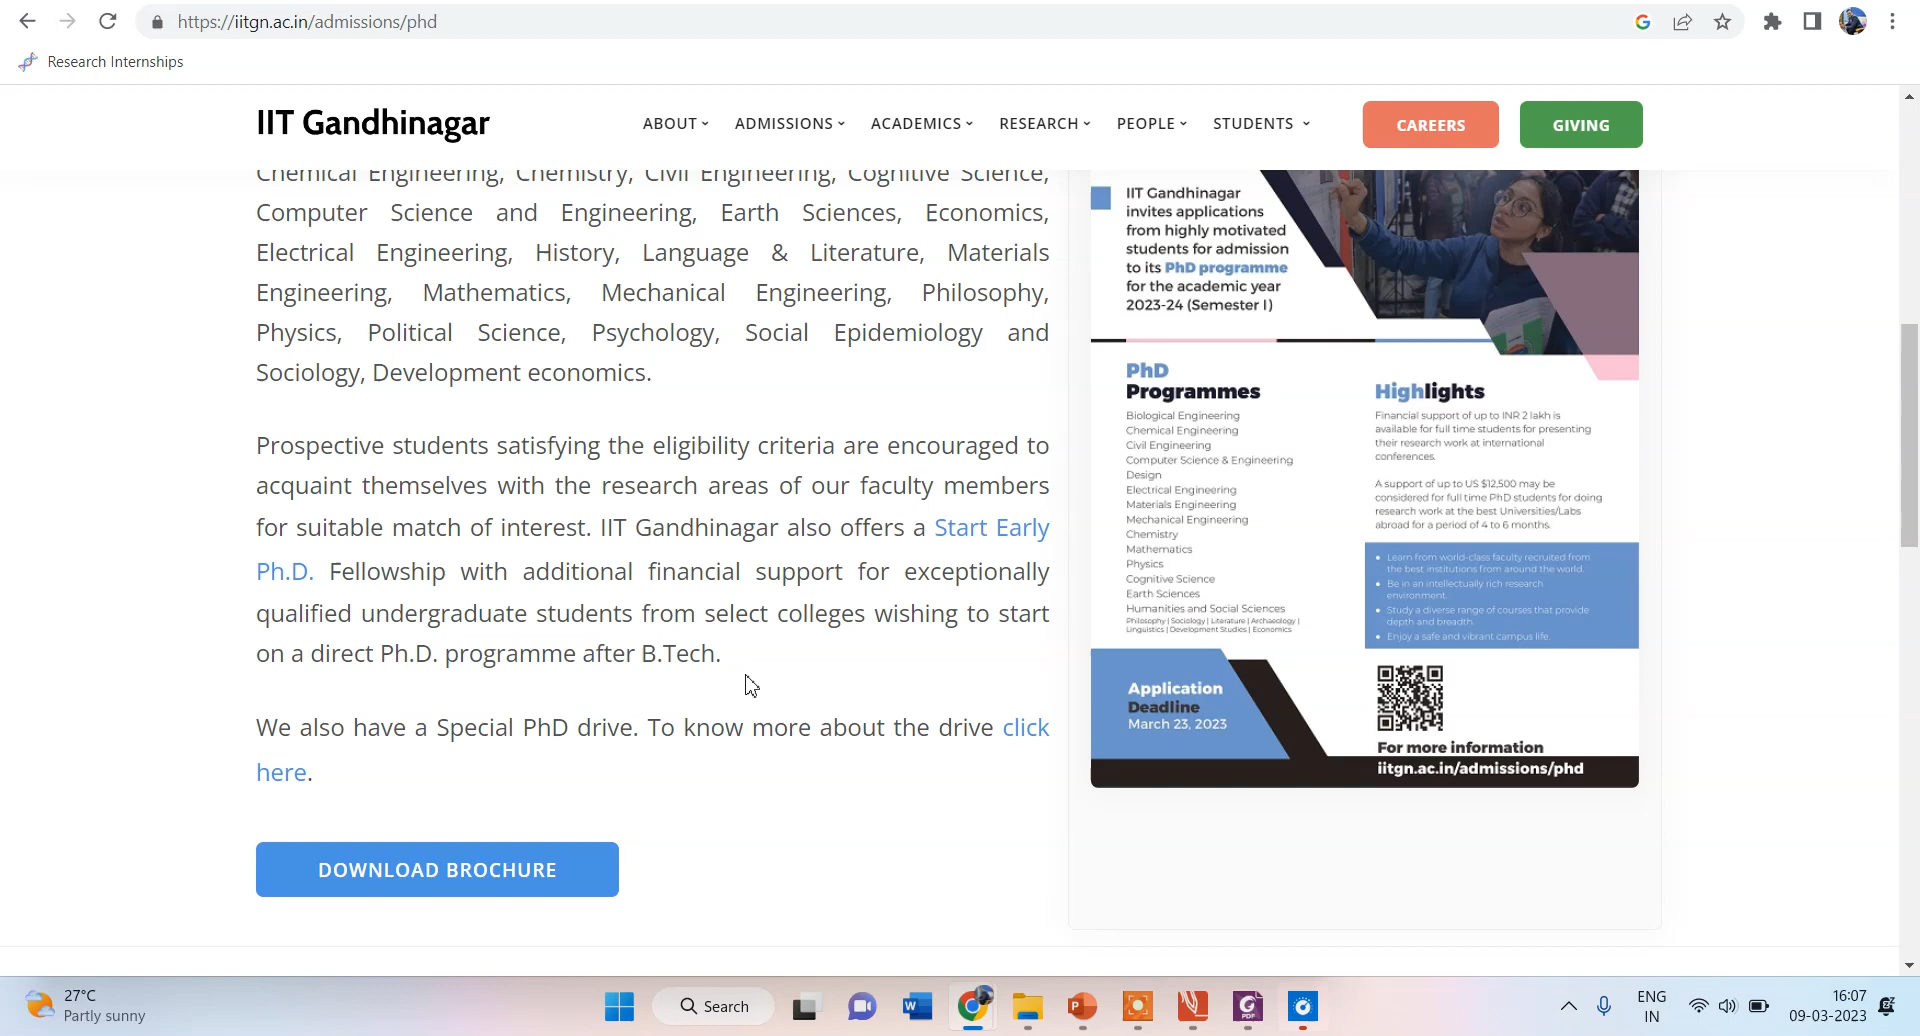 https://iitgn.ac.in/admissions/phd
Research Internships
IIT Gandhinagar
ABOUT
ADMISSIONS
ACADEMICS
RESEARCH
PEOPLE
STUDENTS
CAREERS
GIVING
Chemical Engineering, Chemistry, Civil Engineering, Cognitive Science,
Computer Science and Engineering, Earth Sciences, Economics,
Electrical Engineering, History, Language & Literature, Materials
Engineering, Mathematics, Mechanical Engineering, Philosophy,
Physics, Political Science, Psychology, Social Epidemiology and
Sociology, Development economics.
Prospective students satisfying the eligibility criteria are encouraged to
acquaint themselves with the research areas of our faculty members
for suitable match of interest. IIT Gandhinagar also offers a Start Early
Ph.D. Fellowship with additional financial support for exceptionally
qualified undergraduate students from select colleges wishing to start
on a direct Ph.D. programme after B.Tech.
We also have a Special PhD drive. To know more about the drive click
here.
DOWNLOAD BROCHURE
IIT Gandhinagar
invites applications
from highly motivated
students for admission
to its PhD programme
for the academic year
2023-24 (Semester I)
PhD
Programmes
Biological Engineering
Chemical Engineering
Civil Engineering
Computer Science & Engineering
Design
Electrical Engineering
Materials Engineering
Mechanical Engineering
Chemistry
Mathematics
Physics
Cognitive Science
Earth Sciences
Humanities and Social Sciences
Philosophy | Sociology | Literature | Archaeology |
Linguistics | Development Studies | Economics
Highlights
Financial support of up to INR 2 lakh is
available for full time students for presenting
their research work at international
conferences.
A support of up to US $12,500 may be
considered for full time PhD students for doing
research work at the best Universities/Labs
abroad for a period of 4 to 6 months.
Learn from world-class faculty recruited from
the best institutions from around the world.
Be in an intellectually rich research
environment.
Study a diverse range of courses that provide
depth and breadth.
Enjoy a safe and vibrant campus life.
Application
Deadline
March 23, 2023
For more information
iitgn.ac.in/admissions/phd
27°C
Partly sunny
Search
ENG
IN
16:07
09-03-2023